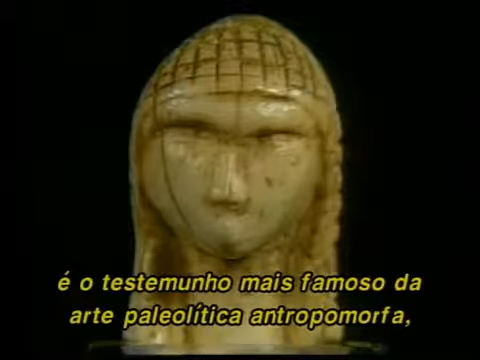 é o testemunho mais famoso da
arte paleolítica antropomorfa,